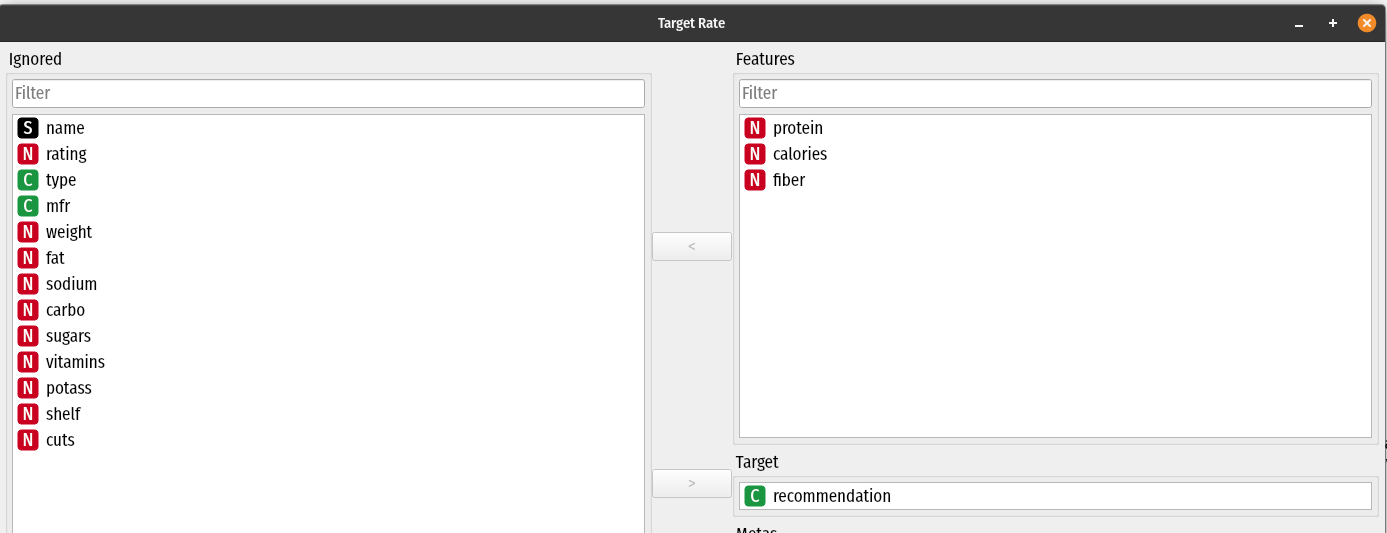 Target Rate
Ignored
Filter
S name
N rating
C type
C mfr
N weight
N fat
N sodium
N carbo
N sugars
N vitamins
N potass
N shelf
N cuts
<
>
Features
Filter
N protein
N calories
N fiber
Target
C recommendation
Metas